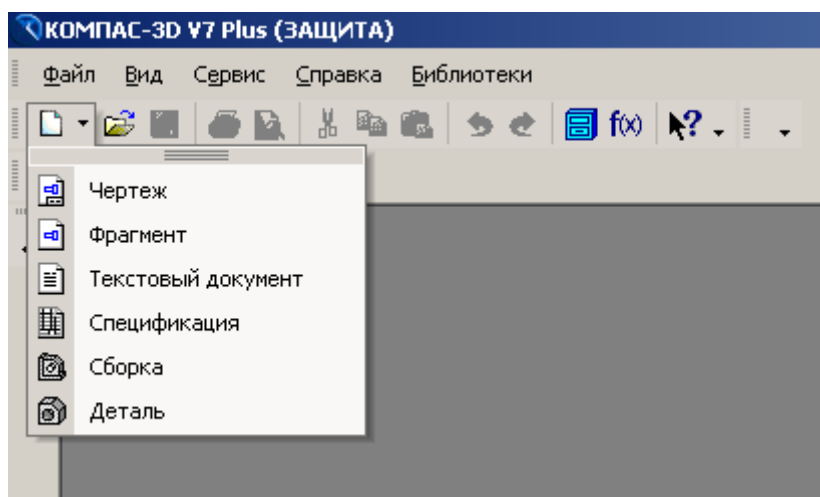 КОМПАС-3D V7 Plus (ЗАЩИТА)
Файл Вид Сервис Справка Библиотеки
f(x) ?
Чертеж
Фрагмент
Текстовый документ
Спецификация
Сборка
Деталь